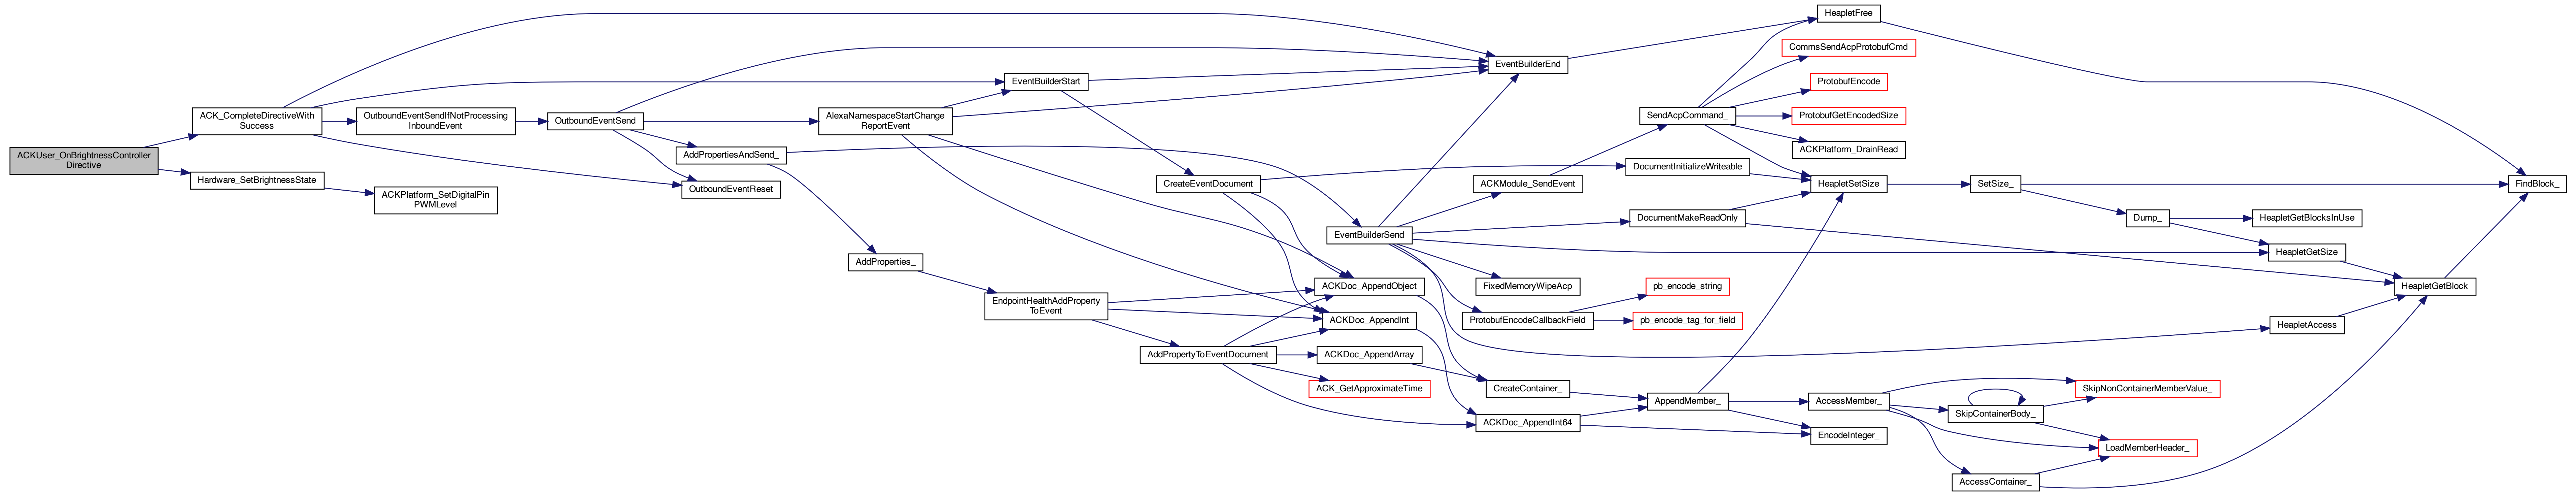 ACKUser_OnBrightnessController
Directive
ACK_CompleteDirectiveWith
Success
Hardware_SetBrightnessState
OutboundEventSendIfNotProcessing
InboundEvent
ACKPlatform_SetDigitalPin
PWMLevel
OutboundEventSend
AddPropertiesAndSend_
OutboundEventReset
AlexaNamespaceStartChange
ReportEvent
AddProperties_
EventBuilderStart
EndpointHealthAddProperty
ToEvent
CreateEventDocument
AddPropertyToEventDocument
ACKDoc_AppendObject
ACKDoc_AppendInt
ACKDoc_AppendArray
ACK_GetApproximateTime
EventBuilderSend
EventBuilderEnd
ACKModule_SendEvent
FixedMemoryWipeAcp
ProtobufEncodeCallbackField
CreateContainer_
ACKDoc_AppendInt64
DocumentInitializeWriteable
DocumentMakeReadOnly
pb_encode_string
pb_encode_tag_for_field
SendAcpCommand_
AppendMember_
HeapletFree
CommsSendAcpProtobufCmd
ProtobufEncode
ProtobufGetEncodedSize
ACKPlatform_DrainRead
HeapletSetSize
AccessMember_
EncodeInteger_
SetSize_
SkipContainerBody_
AccessContainer_
Dump_
SkipNonContainerMemberValue_
LoadMemberHeader_
HeapletGetBlocksInUse
HeapletGetSize
HeapletAccess
HeapletGetBlock
FindBlock_